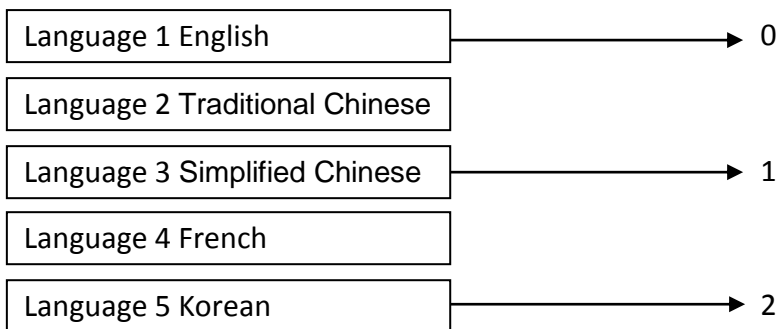 Language 1 English 0
Language 2 Traditional Chinese
Language 3 Simplified Chinese 1
Language 4 French
Language 5 Korean 2